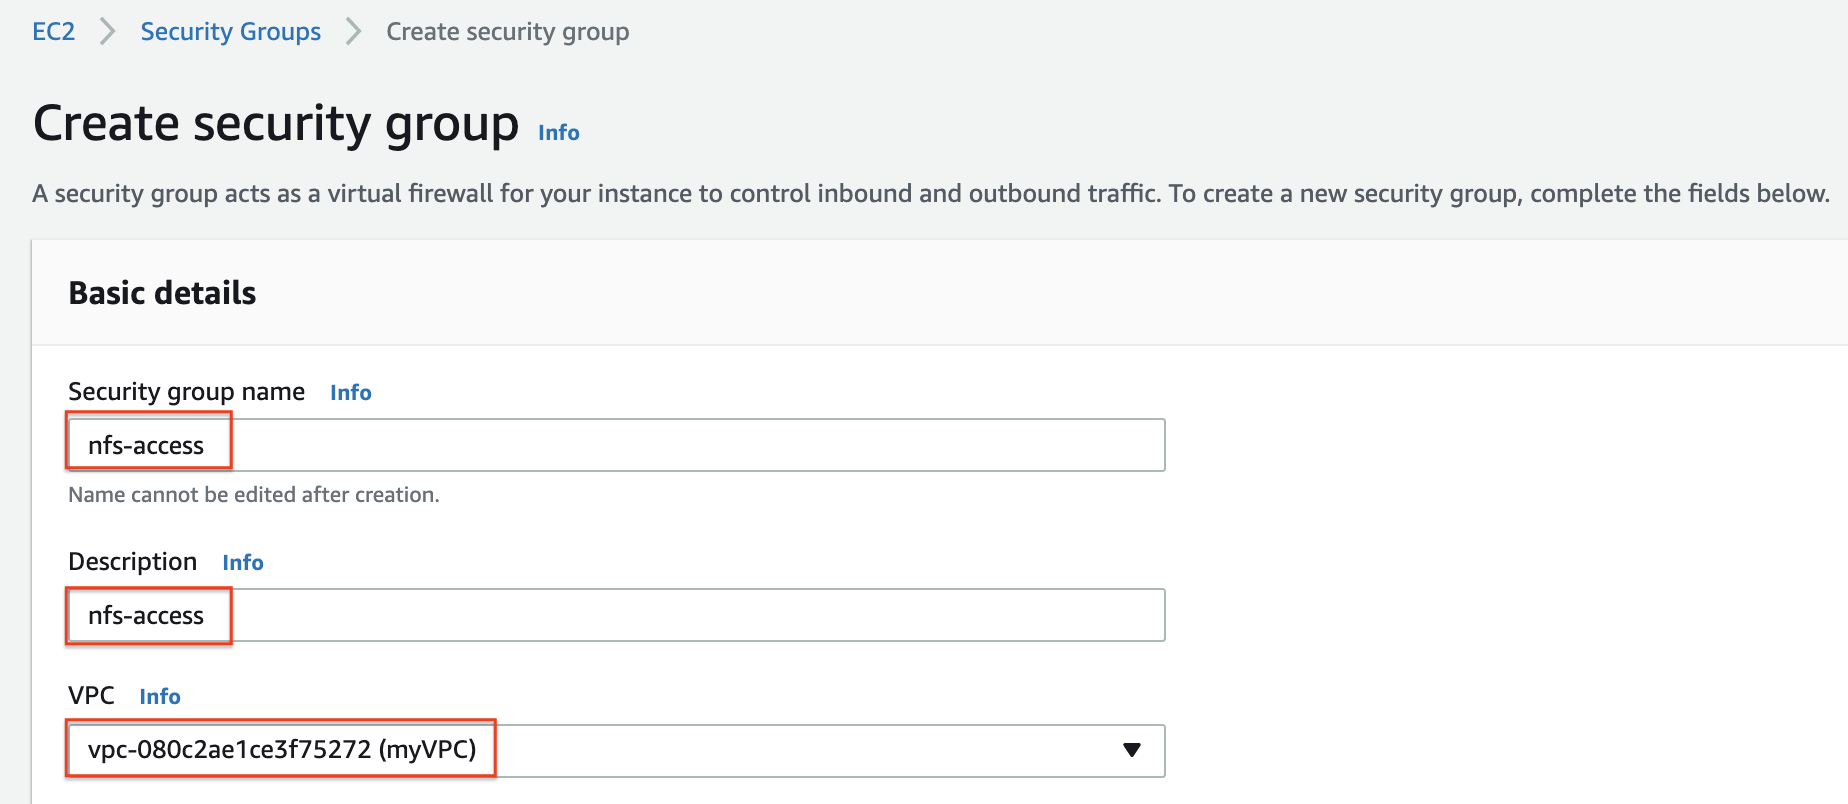 EC2 > Security Groups > Create security group
Create security group Info
A security group acts as a virtual firewall for your instance to control inbound and outbound traffic. To create a new security group, complete the fields below.
Basic details
Security group name Info
nfs-access
Name cannot be edited after creation.
Description Info
nfs-access
VPC Info
vpc-080c2ae1ce3f75272 (myVPC)